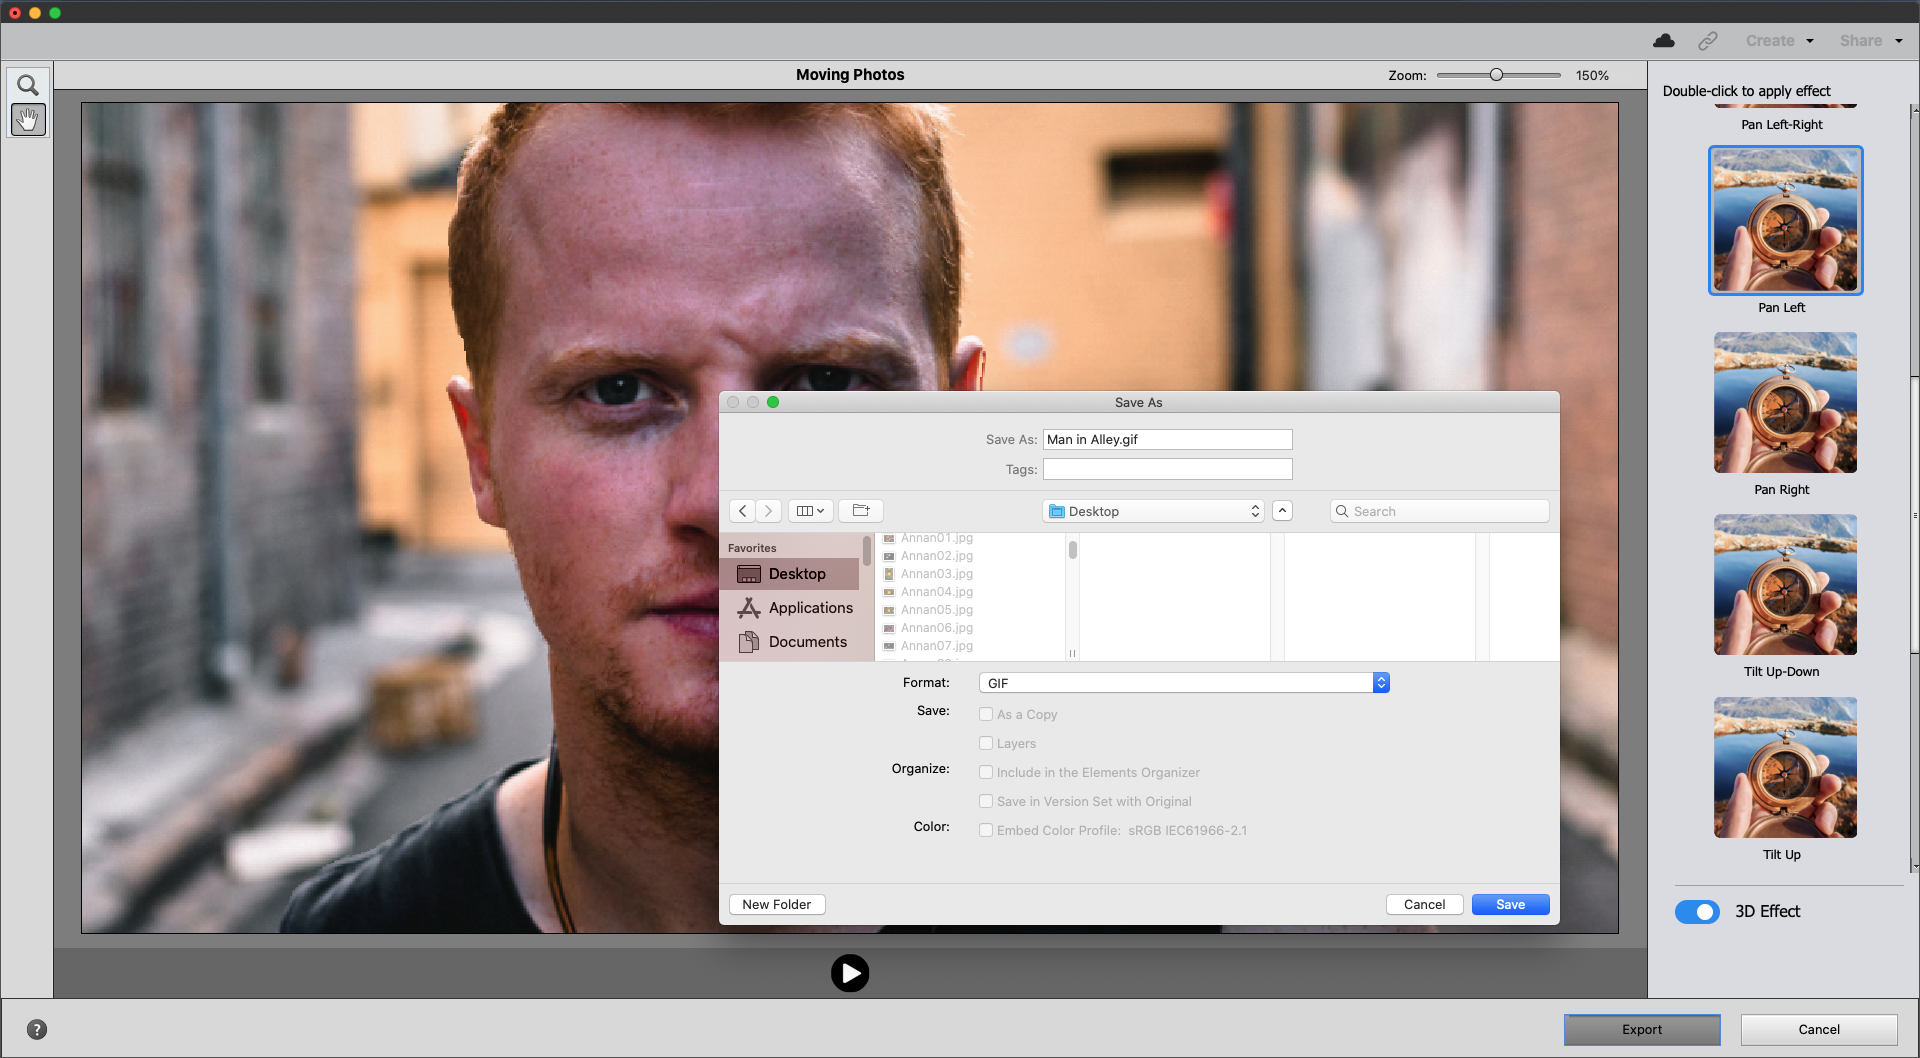 Create
Share
Moving Photos
Zoom:
150%
Double-click to apply effect
Pan Left-Right
Pan Left
Pan Right
Tilt Up-Down
Tilt Up
3D Effect
Save As
Save As: Man in Alley.gif
Tags:
Desktop
Search
Favorites
Desktop
Applications
Documents
Annan01.jpg
Annan02.jpg
Annan03.jpg
Annan04.jpg
Annan05.jpg
Annan06.jpg
Annan07.jpg
Format: GIF
Save: As a Copy
Layers
Organize: Include in the Elements Organizer
Save in Version Set with Original
Color: Embed Color Profile: sRGB IEC61966-2.1
New Folder
Cancel
Save
?
Export
Cancel